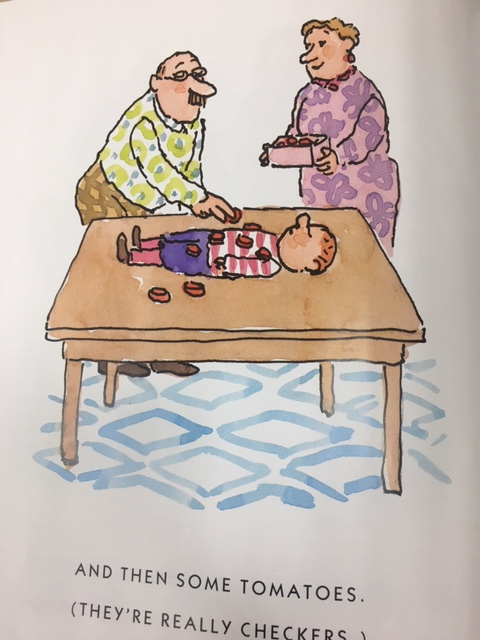 AND THEN SOME TOMATOES.
(THEY'RE REALLY CHECKERS.)